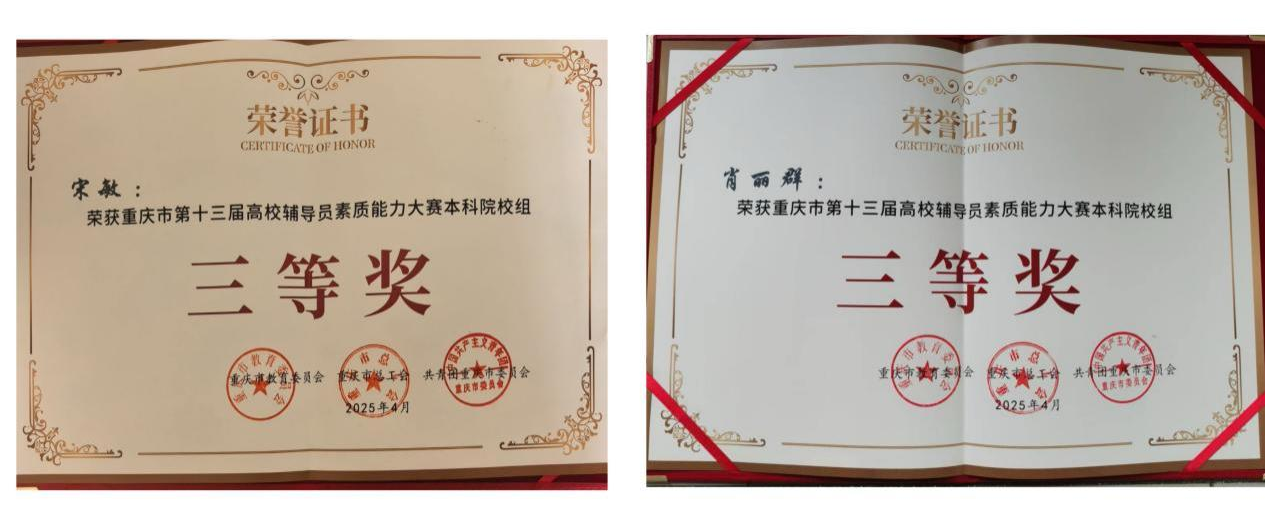 荣誉证书
CERTIFICATE OF HONOR
宋敏：
荣获重庆市第十三届高校辅导员素质能力大赛本科院校组
三等奖
重庆市教育委员会 重庆市总工会 共青团重庆市委员会
2025年4月
荣誉证书
CERTIFICATE OF HONOR
肖丽群：
荣获重庆市第十三届高校辅导员素质能力大赛本科院校组
三等奖
重庆市教育委员会 重庆市总工会 共青团重庆市委员会
2025年4月